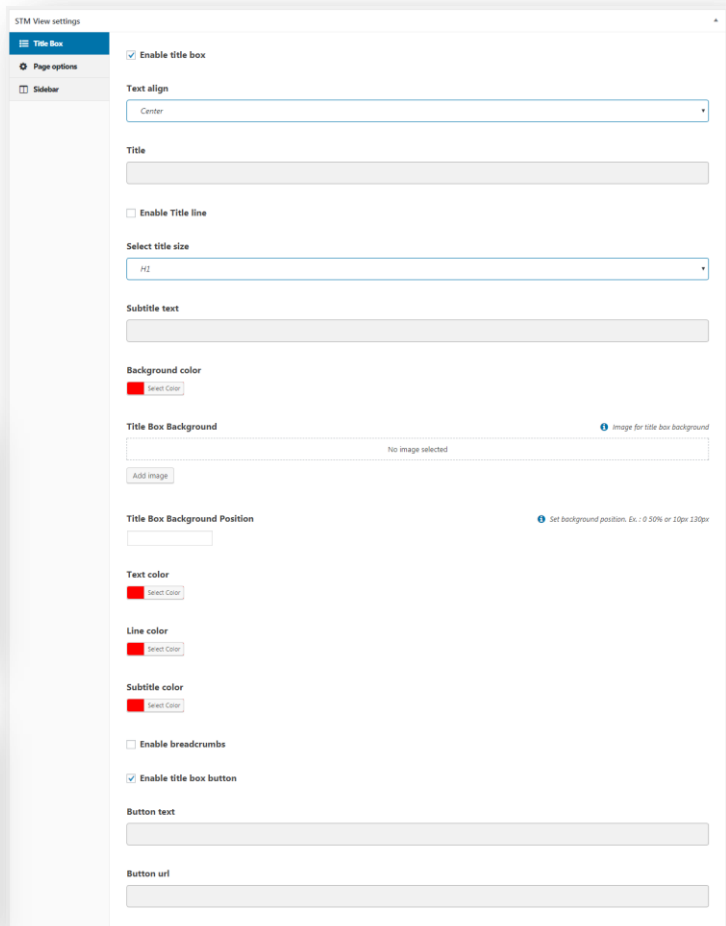 STM View settings
Title Box
Page options
Sidebar
Enable title box
Text align
Center
Title
Enable Title line
Select title size
H1
Subtitle text
Background color
Select Color
Title Box Background
Image for title box background
No image selected
Add image
Title Box Background Position
Set background position. Ex. : 0 50% or 10px 130px
Text color
Select Color
Line color
Select Color
Subtitle color
Select Color
Enable breadcrumbs
Enable title box button
Button text
Button url